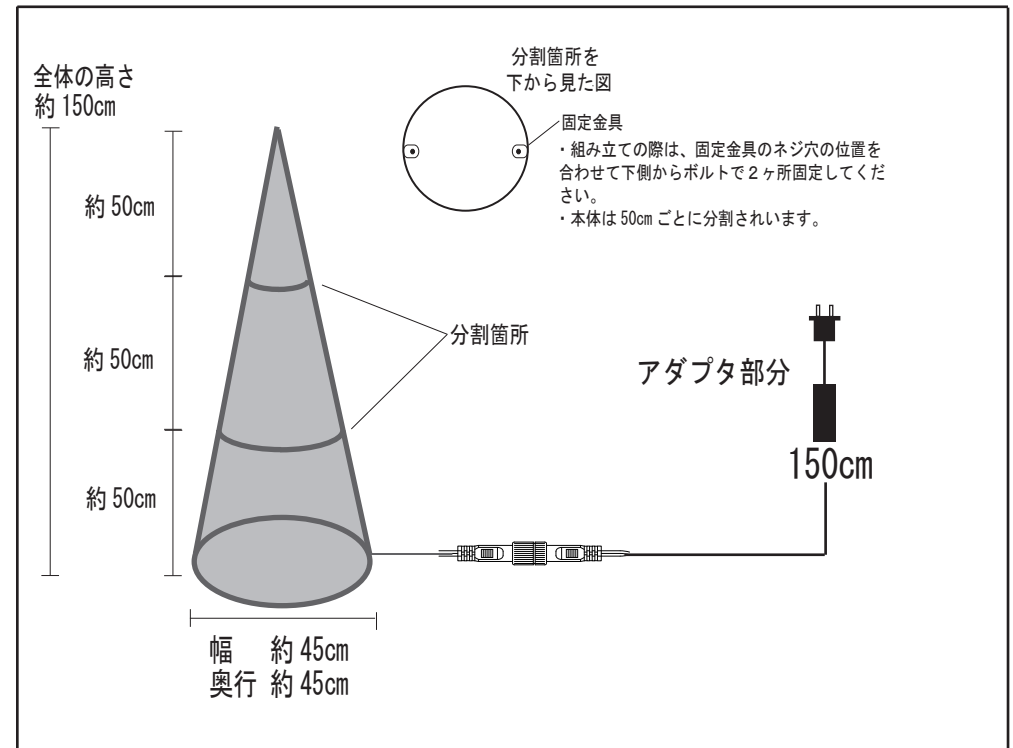 全体の高さ
約 150cm
約 50cm
約 50cm
約 50cm
分割箇所を
下から見た図
固定金具
・組み立ての際は、固定金具のネジ穴の位置を
合わせて下側からボルトで２ヶ所固定してくだ
さい。
・本体は 50cm ごとに分割されいます。
分割箇所
アダプタ部分
150cm
幅 約 45cm
奥行 約 45cm